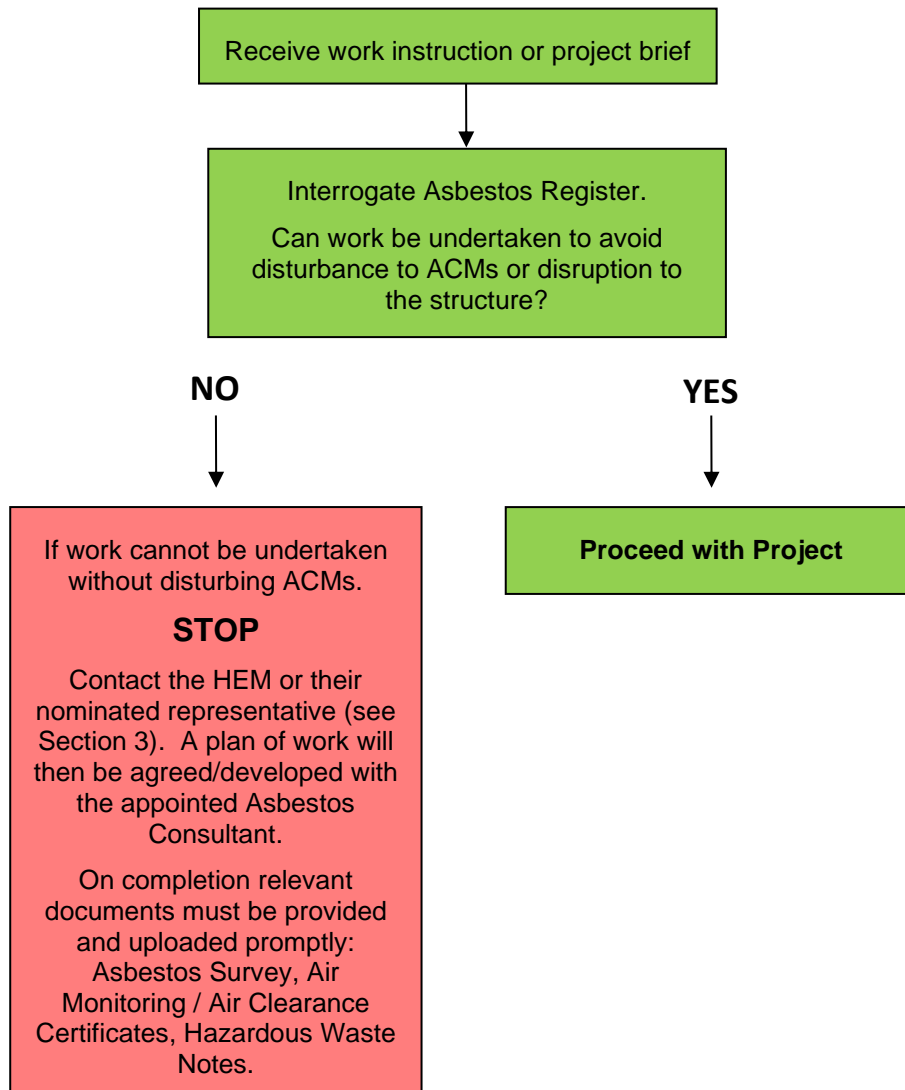 Receive work instruction or project brief
Interrogate Asbestos Register.
Can work be undertaken to avoid
disturbance to ACMs or disruption to
the structure?
NO
YES
If work cannot be undertaken
without disturbing ACMs.
STOP
Contact the HEM or their
nominated representative (see
Section 3).  A plan of work will
then be agreed/developed with
the appointed Asbestos
Consultant.
On completion relevant
documents must be provided
and uploaded promptly:
Asbestos Survey, Air
Monitoring / Air Clearance
Certificates, Hazardous Waste
Notes.
Proceed with Project